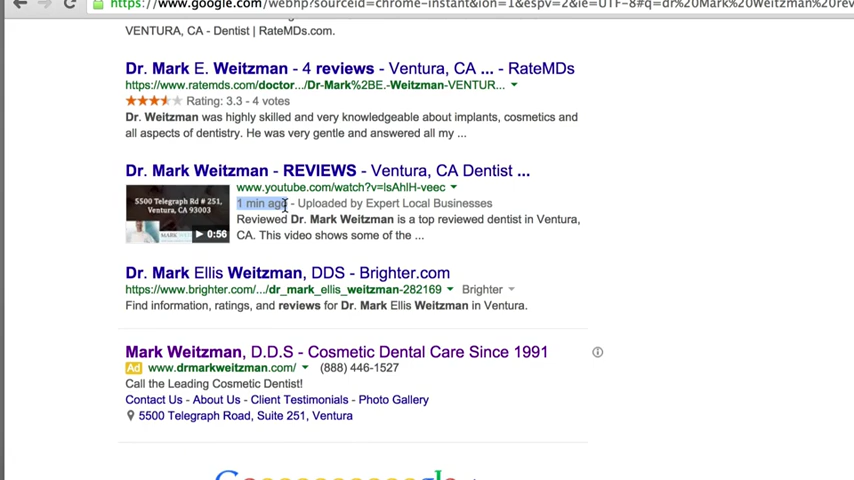 https://www.google.com/webhp?sourceid=chrome-instant&ion=1&espv=2&ie=UTF-8#q=dr%20Mark%20Weitzman%20rev
VENTURA, CA - Dentist | RateMDs.com.
Dr. Mark E. Weitzman - 4 reviews - Ventura, CA ... - RateMDs
https://www.ratemds.com/doctor.../Dr-Mark%2BE.-Weitzman-VENTUR...
Rating: 3.3 - 4 votes
Dr. Weitzman was highly skilled and very knowledgeable about implants, cosmetics and
all aspects of dentistry. He was very gentle and answered all my ...
Dr. Mark Weitzman - REVIEWS - Ventura, CA Dentist ...
www.youtube.com/watch?v=lsAhlH-veec
5500 Telegraph Rd # 251,
Ventura, CA 93003
0:56
1 min ago - Uploaded by Expert Local Businesses
Reviewed Dr. Mark Weitzman is a top reviewed dentist in Ventura,
CA. This video shows some of the ...
Dr. Mark Ellis Weitzman, DDS - Brighter.com
https://www.brighter.com/.../dr_mark_ellis_weitzman-282169 Brighter
Find information, ratings, and reviews for Dr. Mark Ellis Weitzman in Ventura.
Mark Weitzman, D.D.S - Cosmetic Dental Care Since 1991
Ad www.drmarkweitzman.com/ (888) 446-1527
Call the Leading Cosmetic Dentist!
Contact Us - About Us - Client Testimonials - Photo Gallery
5500 Telegraph Road, Suite 251, Ventura